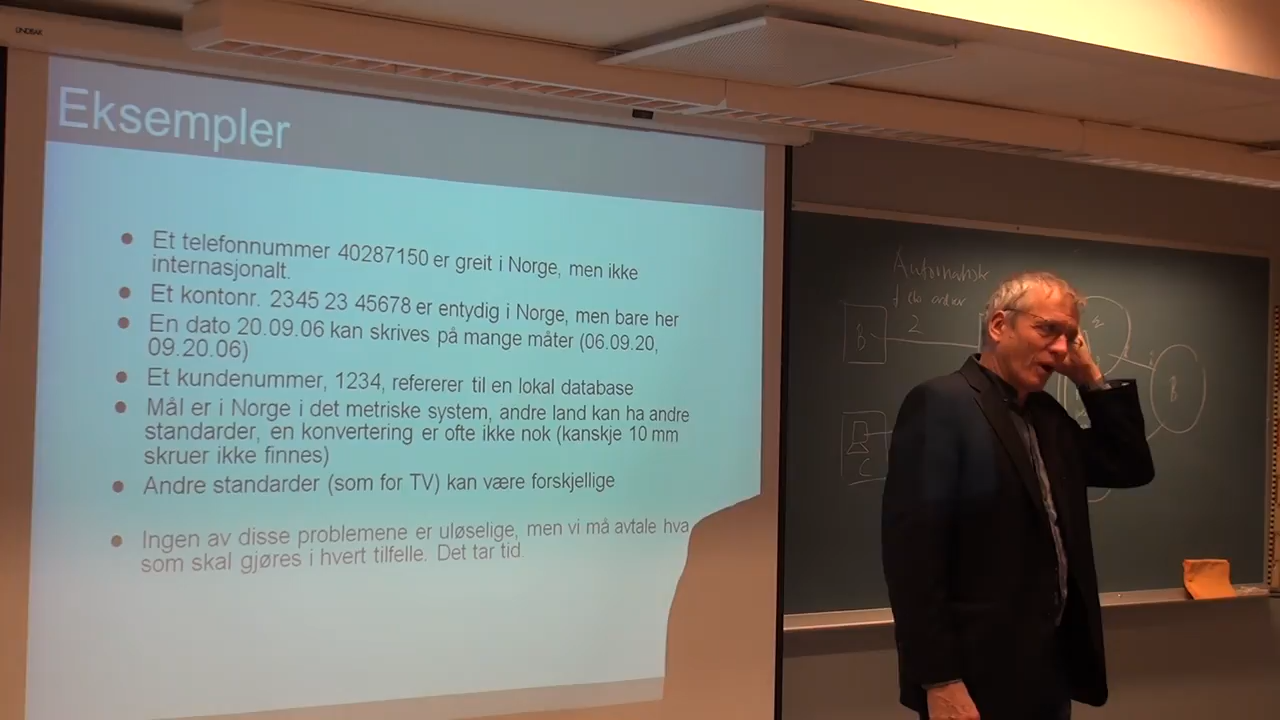 LINDBAK
Eksempler
Et telefonnummer 40287150 er greit i Norge, men ikke
internasjonalt.
Et kontonr. 2345 23 45678 er entydig i Norge, men bare her
En dato 20.09.06 kan skrives på mange måter (06.09.20,
09.20.06)
Et kundenummer, 1234, refererer til en lokal database
Mål er i Norge i det metriske system, andre land kan ha andre
standarder, en konvertering er ofte ikke nok (kanskje 10 mm
skruer ikke finnes)
Andre standarder (som for TV) kan være forskjellige
Ingen av disse problemene er uløselige, men vi må avtale hva
som skal gjøres i hvert tilfelle. Det tar tid.
Automatisk
2
B
B
C